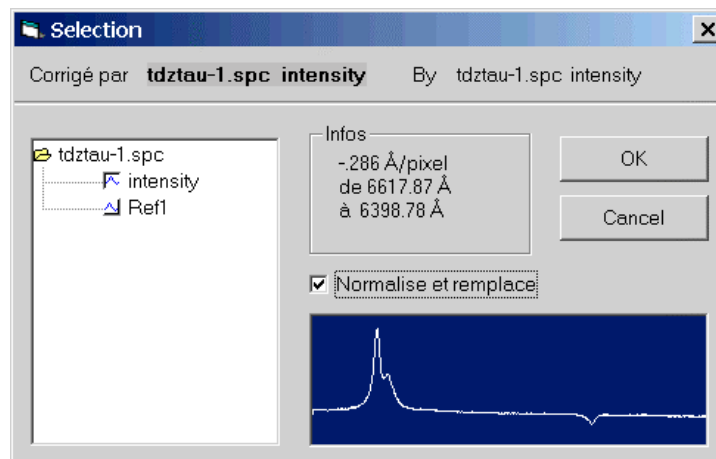 Selection
Corrigé par tdztau-1.spc intensity By tdztau-1.spc intensity
tdztau-1.spc
intensity
Ref1
Infos
-.286 Å/pixel
de 6617.87 Å
à 6398.78 Å
OK
Cancel
Normalise et remplace